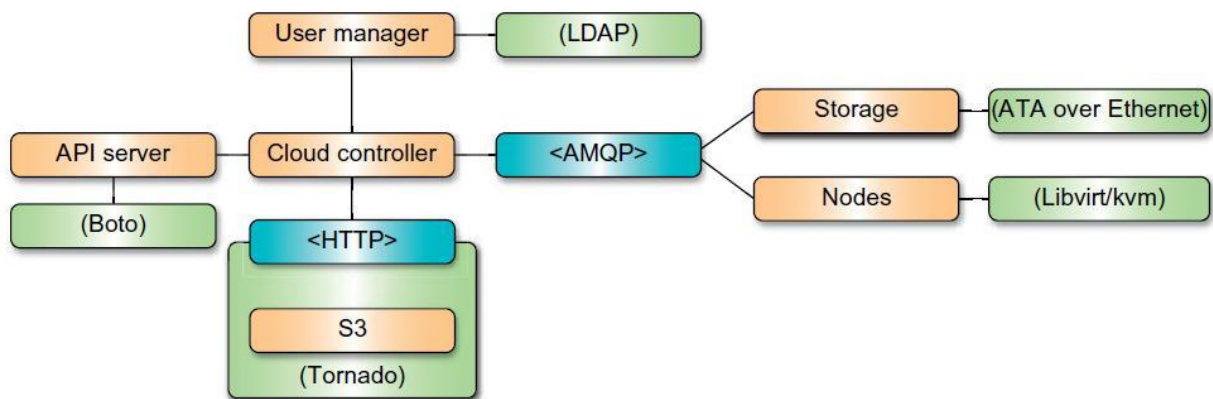 User manager
(LDAP)
Storage
(ATA over Ethernet)
API server
Cloud controller
<AMQP>
Nodes
(Libvirt/kvm)
(Boto)
<HTTP>
S3
(Tornado)